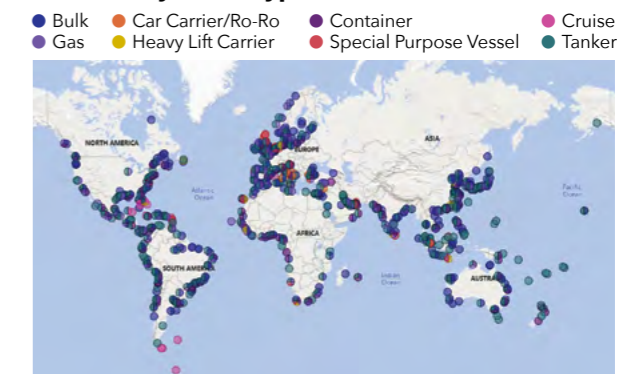 Bulk Car Carrier/Ro-Ro Container Cruise
Gas Heavy Lift Carrier Special Purpose Vessel Tanker
NORTH AMERICA
EUROPE
ASIA
Atlantic
Ocean
Pacific
Ocean
AFRICA
SOUTH AMERICA
Indian
Ocean